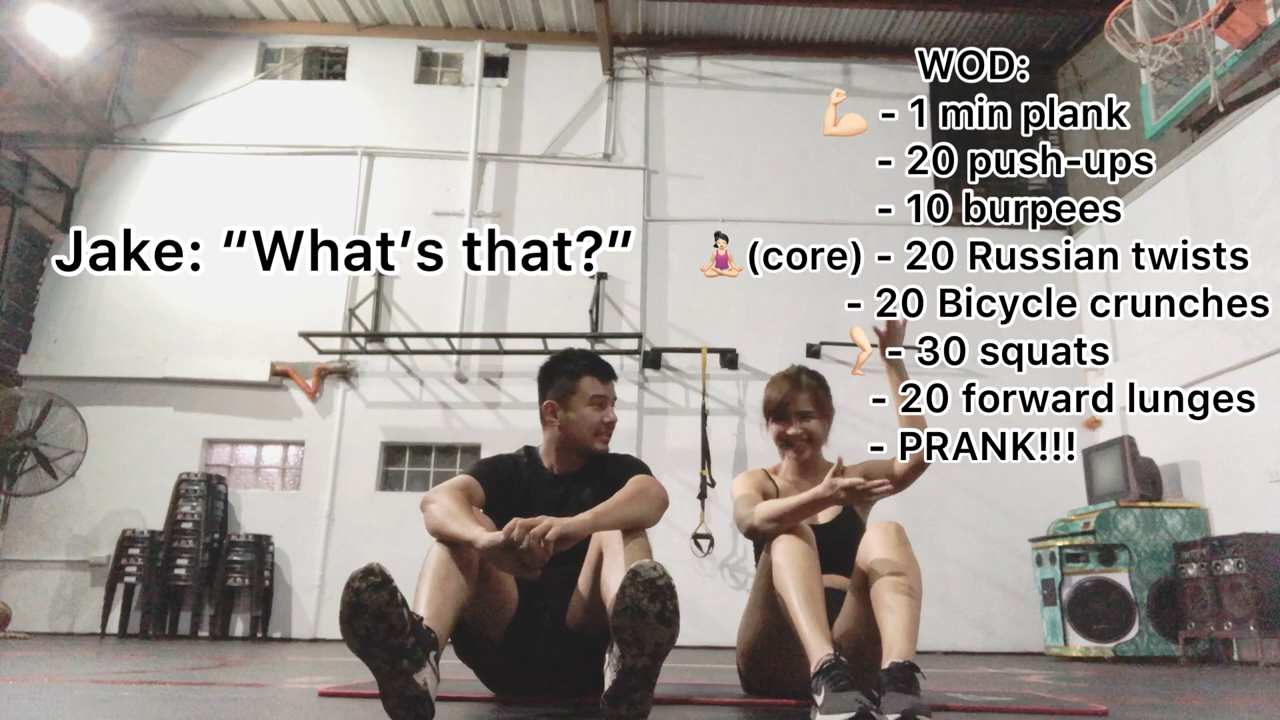 Jake: “What’s that?”
WOD:
💪🏻 - 1 min plank
- 20 push-ups
- 10 burpees
🧘🏻‍♀️(core) - 20 Russian twists
- 20 Bicycle crunches
🦵🏻 - 30 squats
- 20 forward lunges
- PRANK!!!